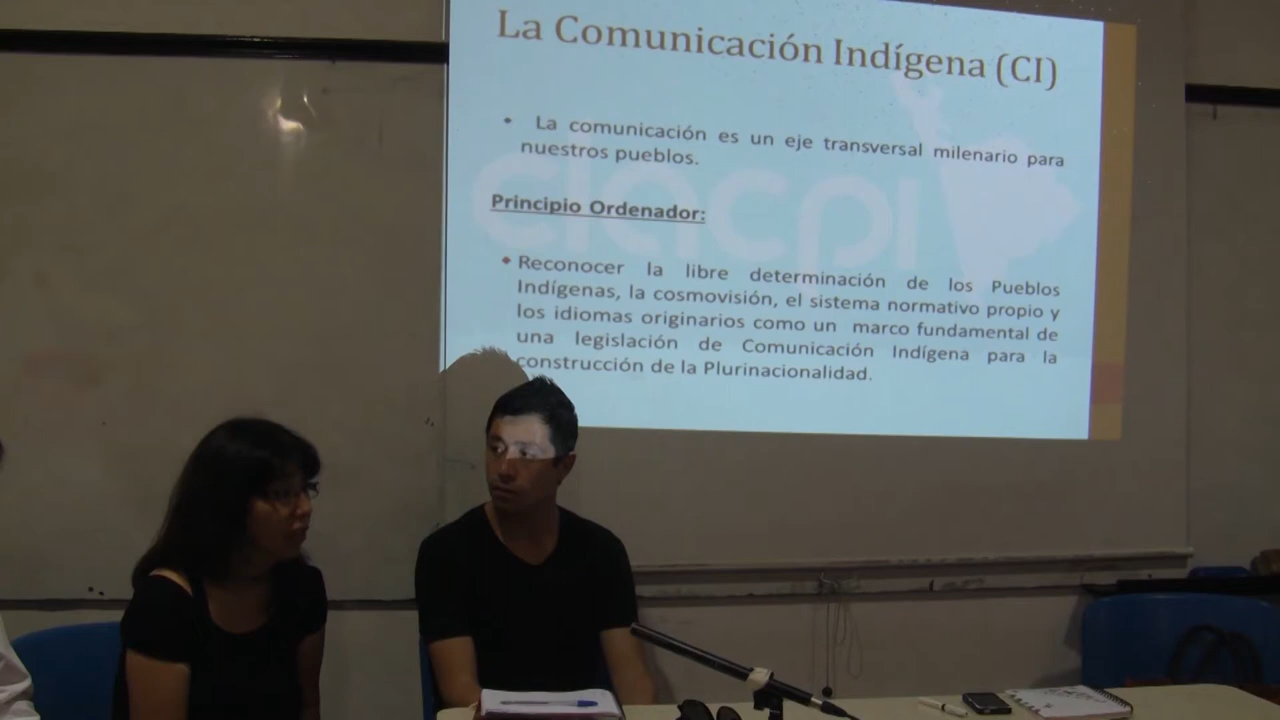 La Comunicación Indígena (CI)
• La comunicación es un eje transversal milenario para
nuestros pueblos.
Principio Ordenador:
• Reconocer la libre determinación de los Pueblos
Indígenas, la cosmovisión, el sistema normativo propio y
los idiomas originarios como un marco fundamental de
una legislación de Comunicación Indígena para la
construcción de la Plurinacionalidad.
ciacpi